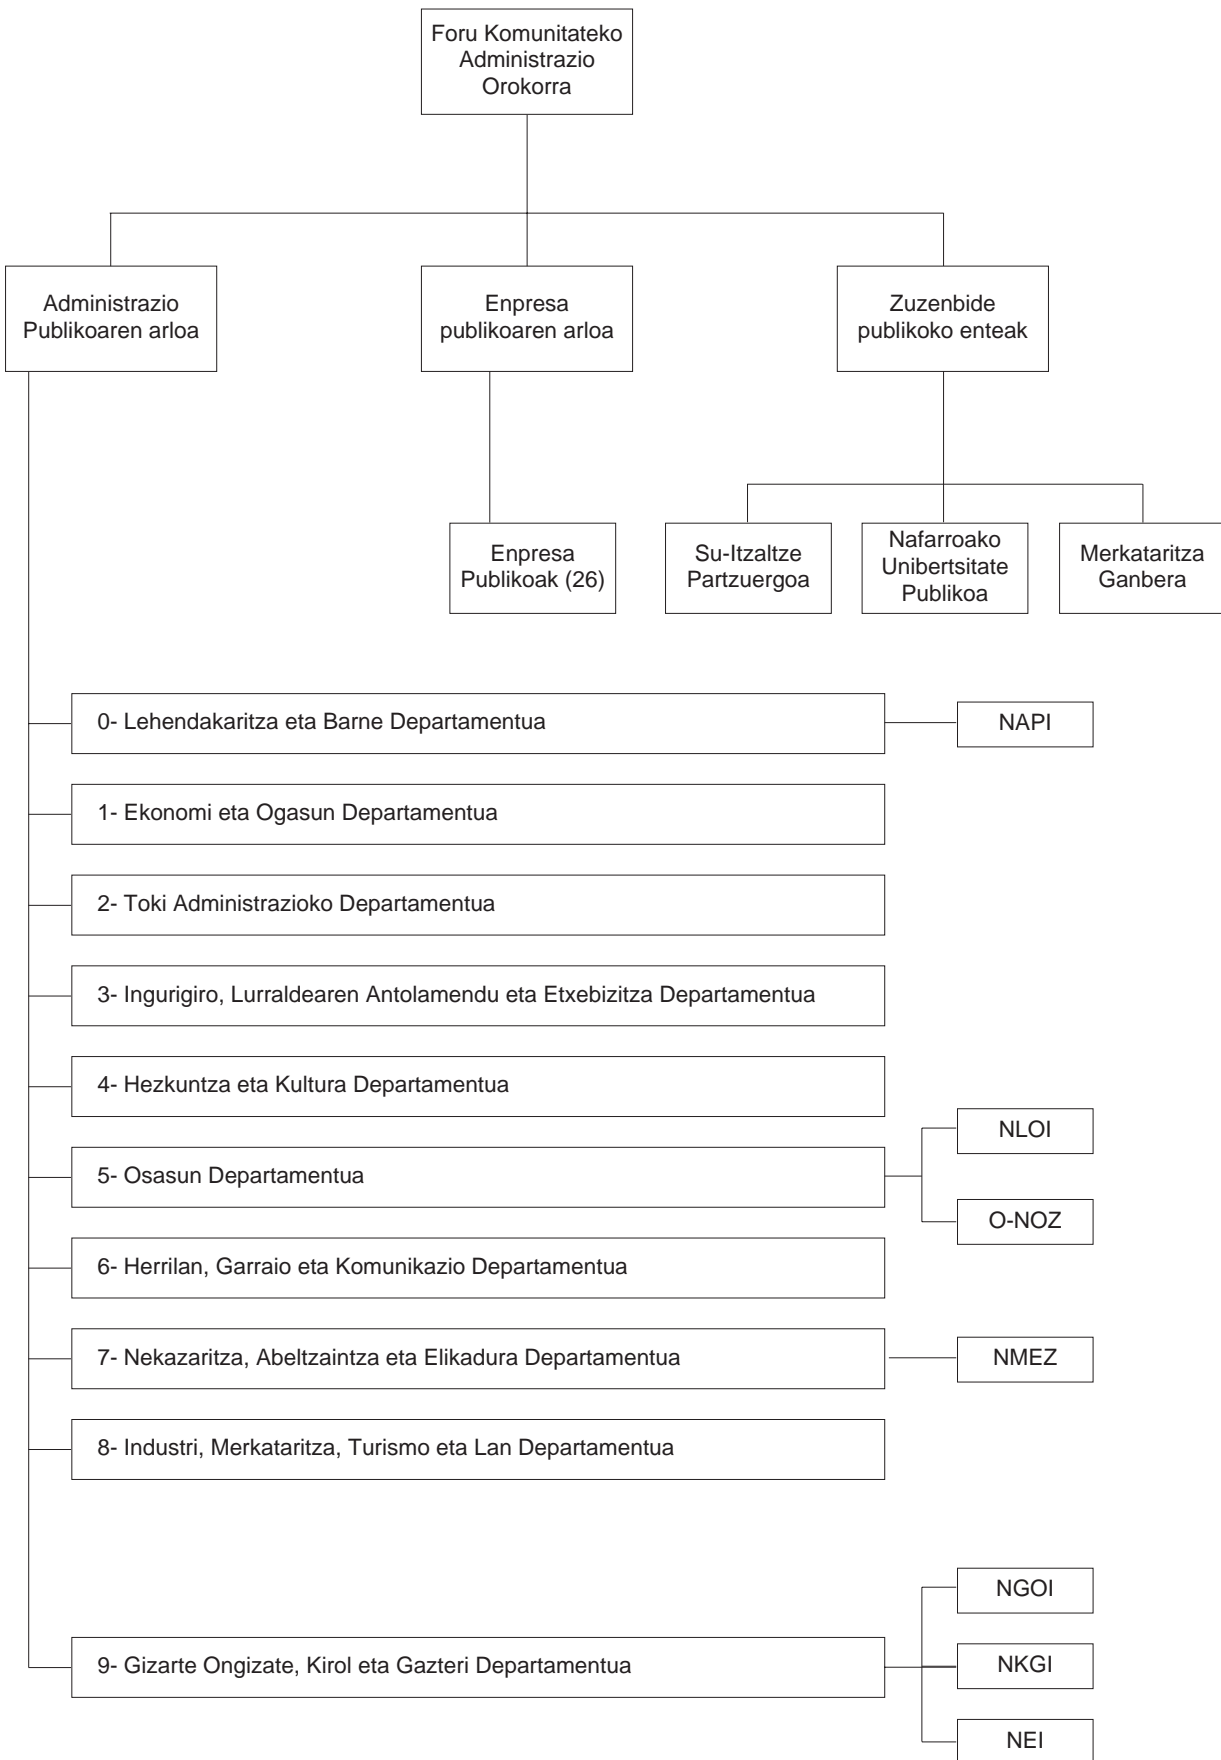 Foru Komunitateko
Administrazio
Orokorra
Administrazio
Publikoaren arloa
Enpresa
publikoaren arloa
Zuzenbide
publikoko enteak
Enpresa
Publikoak (26)
Su-Itzaltze
Partzuergoa
Nafarroako
Unibertsitate
Publikoa
Merkataritza
Ganbera
0- Lehendakaritza eta Barne Departamentua
NAPI
1- Ekonomi eta Ogasun Departamentua
2- Toki Administrazioko Departamentua
3- Ingurigiro, Lurraldearen Antolamendu eta Etxebizitza Departamentua
4- Hezkuntza eta Kultura Departamentua
NLOI
5- Osasun Departamentua
O-NOZ
6- Herrilan, Garraio eta Komunikazio Departamentua
7- Nekazaritza, Abeltzaintza eta Elikadura Departamentua
NMEZ
8- Industri, Merkataritza, Turismo eta Lan Departamentua
NGOI
9- Gizarte Ongizate, Kirol eta Gazteri Departamentua
NKGI
NEI